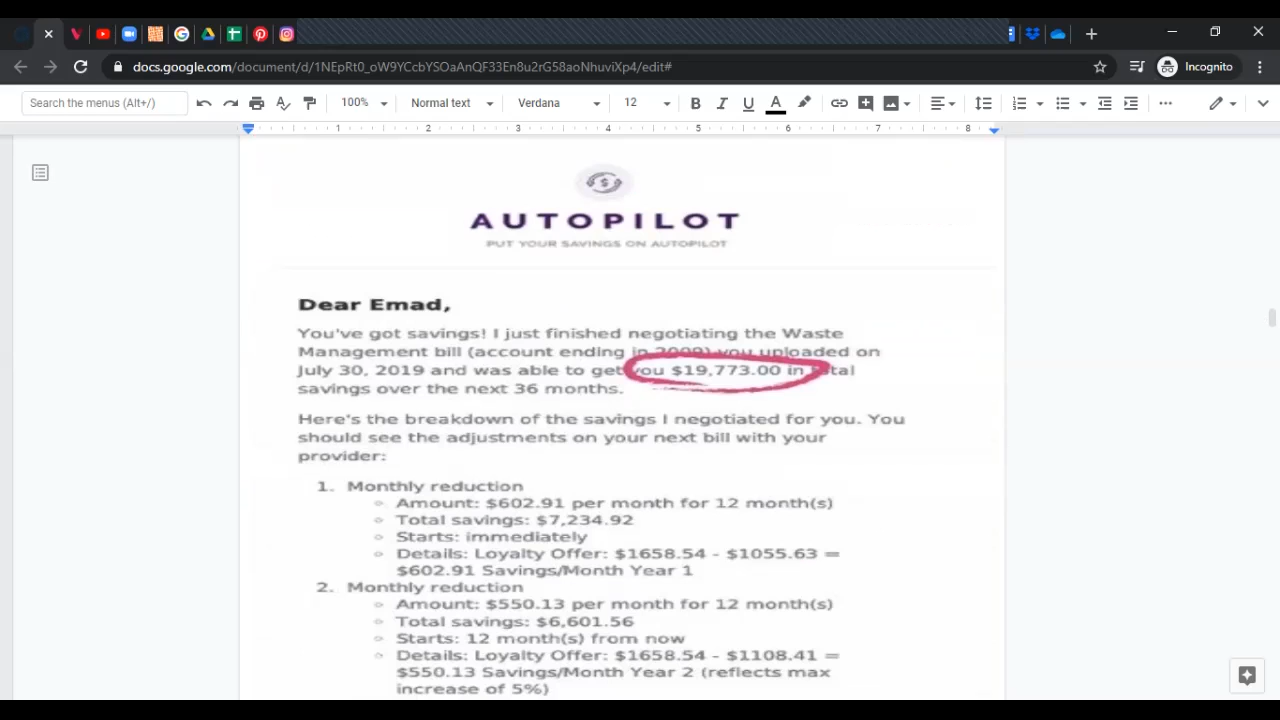 docs.google.com/document/d/1NEpRt0_oW9YCcbYSOaAnQF33En8u2rG58aoNhuviXp4/edit#
Incognito
Search the menus (Alt+/)
100%
Normal text
Verdana
12
B I U A
1 2 3 4 5 6 7 8
AUTOPILOT
PUT YOUR SAVINGS ON AUTOPILOT
Dear Emad,
You've got savings! I just finished negotiating the Waste
Management bill (account ending in 2009) you uploaded on
July 30, 2019 and was able to get you $19,773.00 in total
savings over the next 36 months.
Here's the breakdown of the savings I negotiated for you. You
should see the adjustments on your next bill with your
provider:
1. Monthly reduction
Amount: $602.91 per month for 12 month(s)
Total savings: $7,234.92
Starts: immediately
Details: Loyalty Offer: $1658.54 - $1055.63 =
$602.91 Savings/Month Year 1
2. Monthly reduction
Amount: $550.13 per month for 12 month(s)
Total savings: $6,601.56
Starts: 12 month(s) from now
Details: Loyalty Offer: $1658.54 - $1108.41 =
$550.13 Savings/Month Year 2 (reflects max
increase of 5%)